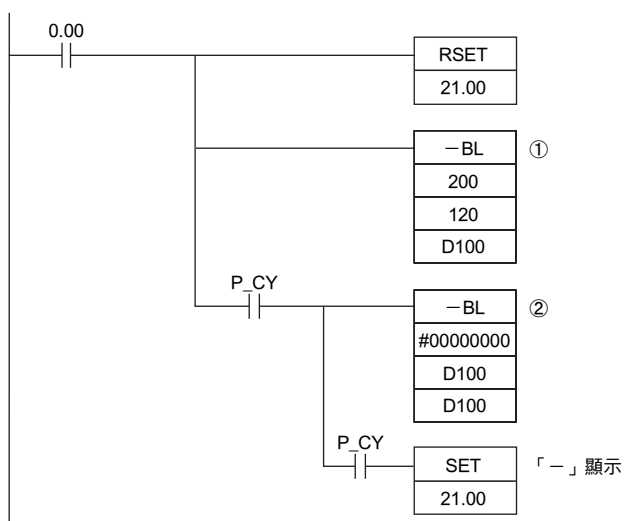 0.00
RSET
21.00
－BL ①
200
120
D100
P_CY
－BL ②
#00000000
D100
D100
P_CY
SET 「－」顯示
21.00